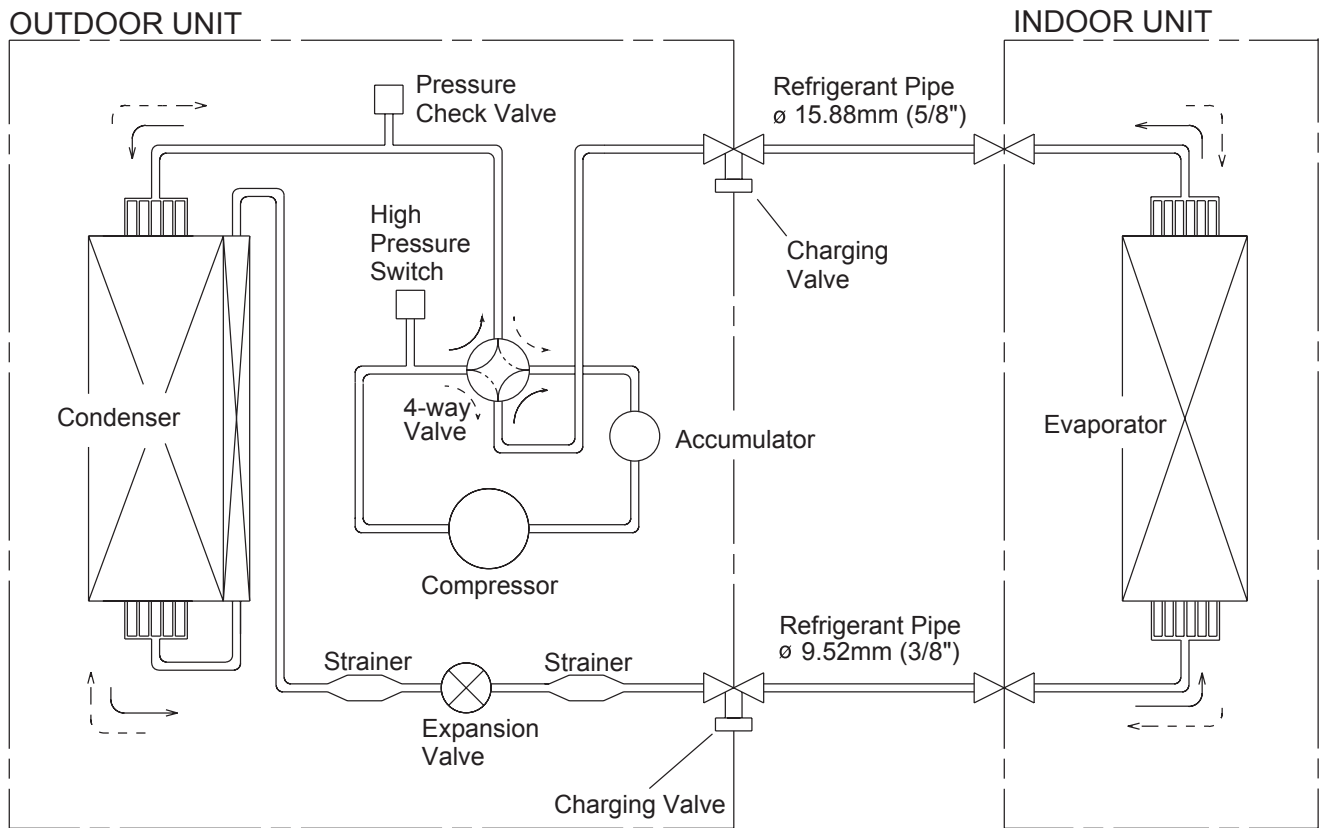 OUTDOOR UNIT
INDOOR UNIT
Pressure
Check Valve
Refrigerant Pipe
ø 15.88mm (5/8")
High
Pressure
Switch
Charging
Valve
Condenser
4-way
Valve
Accumulator
Evaporator
Compressor
Refrigerant Pipe
ø 9.52mm (3/8")
Strainer
Strainer
Expansion
Valve
Charging Valve